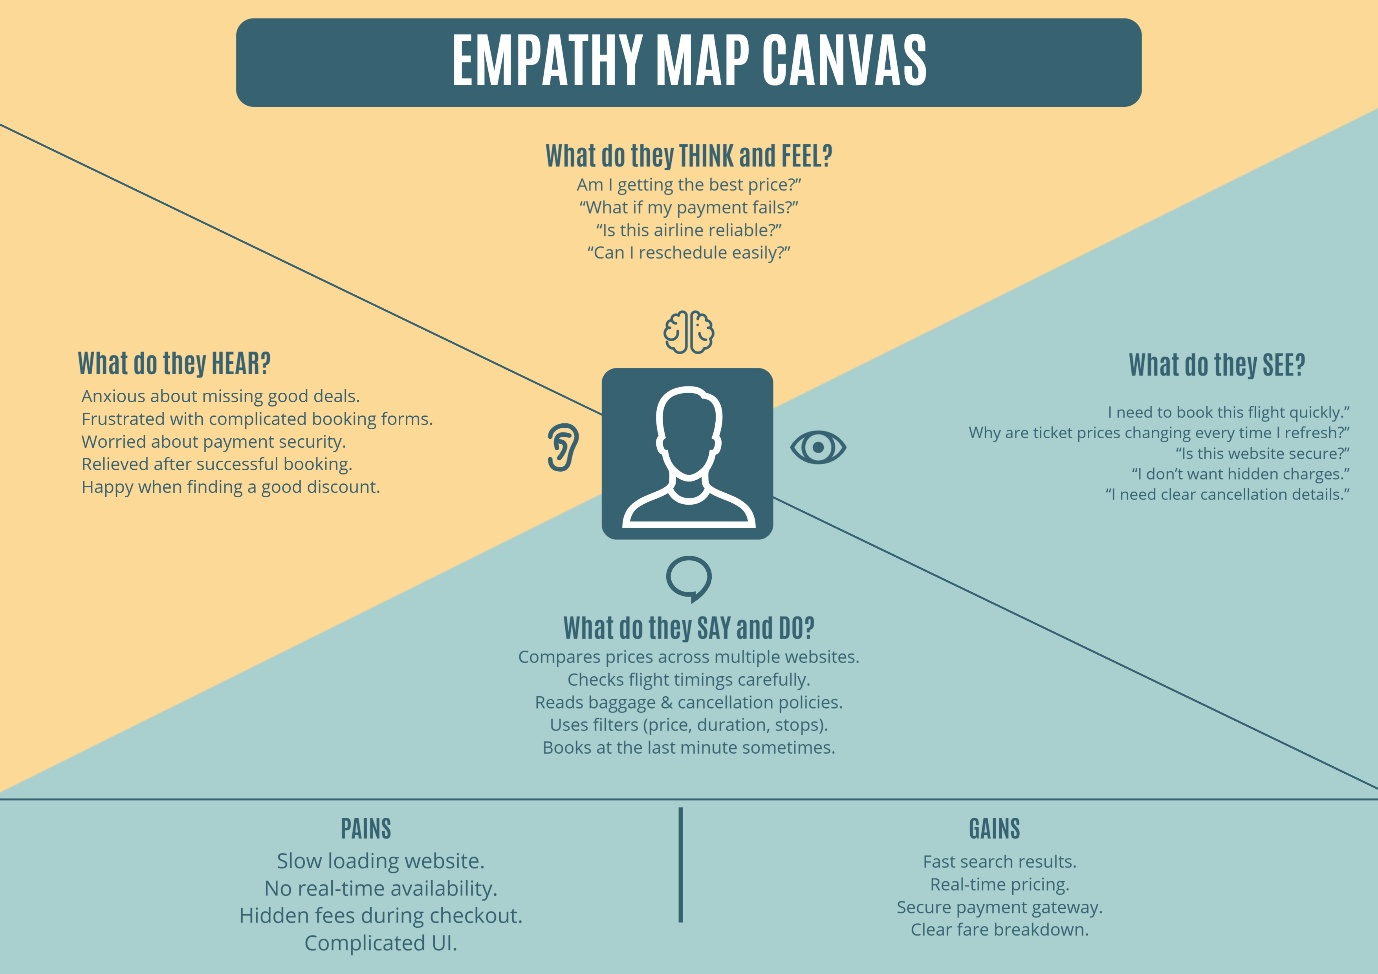 EMPATHY MAP CANVAS
What do they THINK and FEEL?
Am I getting the best price?”
“What if my payment fails?”
“Is this airline reliable?”
“Can I reschedule easily?”
What do they HEAR?
Anxious about missing good deals.
Frustrated with complicated booking forms.
Worried about payment security.
Relieved after successful booking.
Happy when finding a good discount.
What do they SEE?
I need to book this flight quickly.”
Why are ticket prices changing every time I refresh?”
“Is this website secure?”
“I don’t want hidden charges.”
“I need clear cancellation details.”
What do they SAY and DO?
Compares prices across multiple websites.
Checks flight timings carefully.
Reads baggage & cancellation policies.
Uses filters (price, duration, stops).
Books at the last minute sometimes.
PAINS
Slow loading website.
No real-time availability.
Hidden fees during checkout.
Complicated UI.
GAINS
Fast search results.
Real-time pricing.
Secure payment gateway.
Clear fare breakdown.